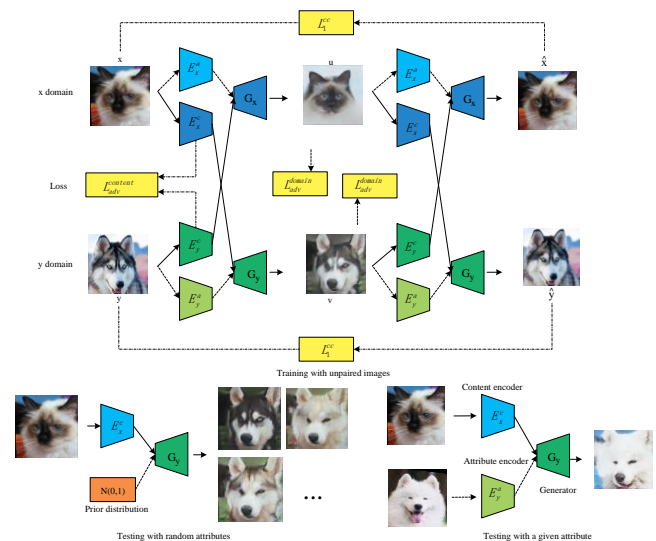 L₁^cc
x
u
x̂
E_x^a
E_x^a
x domain
G_x
G_x
E_x^c
E_x^c
Loss
L_adv^content
L_adv^domain
L_adv^domain
y domain
E_y^c
E_y^c
G_y
G_y
E_y^a
E_y^a
y
v
ŷ
L₁^cc
Training with unpaired images
Content encoder
E_x^c
E_x^c
G_y
Attribute encoder
G_y
N(0,1)
E_y^a
Generator
Prior distribution
...
Testing with random attributes
Testing with a given attribute